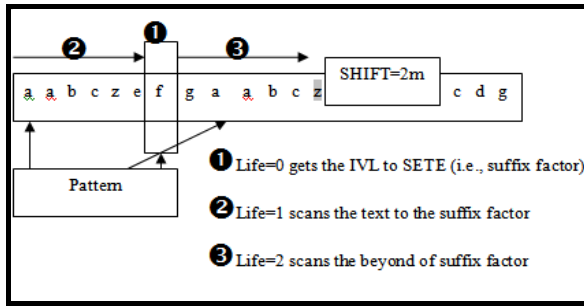 ❶
❷ ❸
a a b c z e f g a a b c z SHIFT=2m c d g
Pattern
❶ Life=0 gets the IVL to SETE (i.e., suffix factor)
❷ Life=1 scans the text to the suffix factor
❸ Life=2 scans the beyond of suffix factor